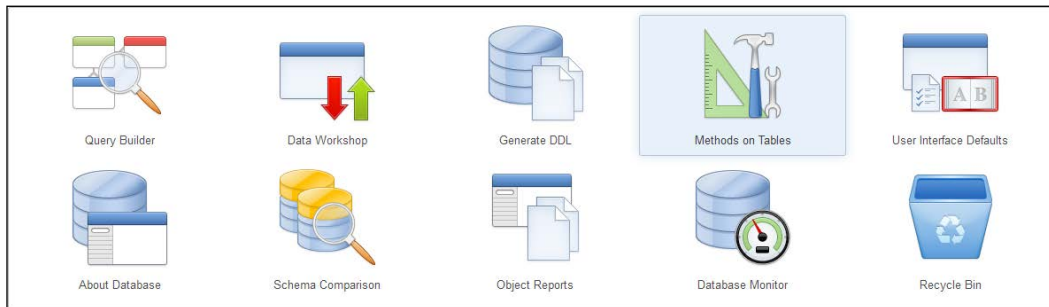 Query Builder
Data Workshop
Generate DDL
Methods on Tables
A B
User Interface Defaults
About Database
Schema Comparison
Object Reports
Database Monitor
Recycle Bin